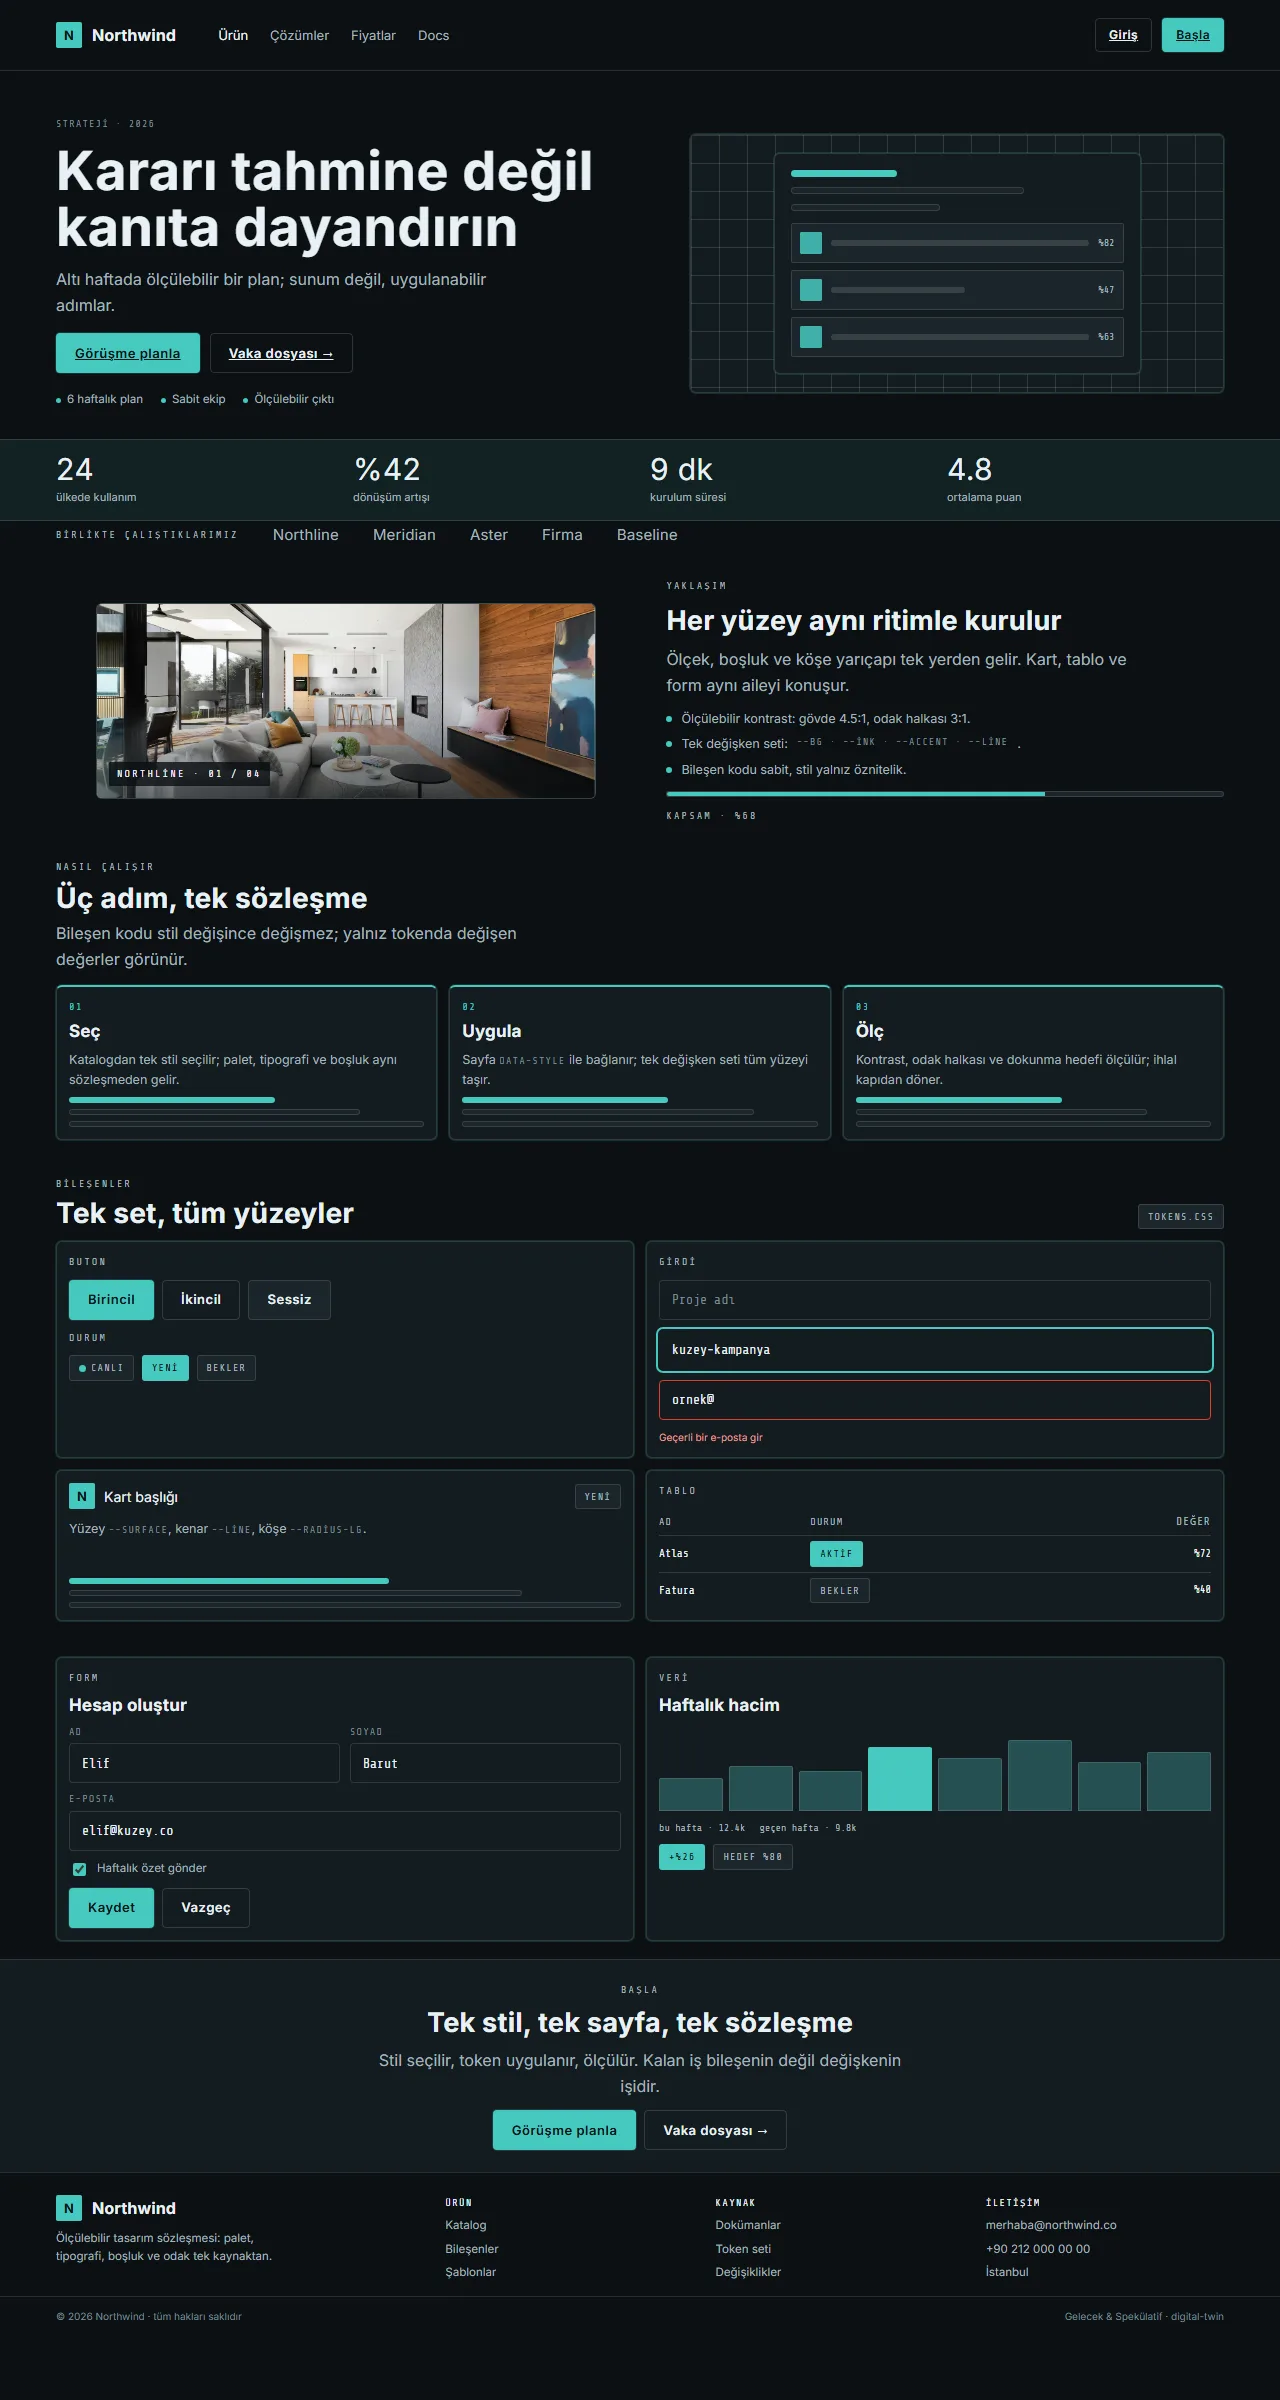 N Northwind Ürün Çözümler Fiyatlar Docs Giriş Başla
STRATEJİ · 2026
Kararı tahmine değil
kanıta dayandırın
Altı haftada ölçülebilir bir plan; sunum değil, uygulanabilir
adımlar.
Görüşme planla Vaka dosyası →
6 haftalık plan Sabit ekip Ölçülebilir çıktı
%82
%47
%63
24 %42 9 dk 4.8
ülkede kullanım dönüşüm artışı kurulum süresi ortalama puan
BİRLİKTE ÇALIŞTIKLARIMIZ Northline Meridian Aster Firma Baseline
NORTHLİNE · 01 / 04
YAKLAŞIM
Her yüzey aynı ritimle kurulur
Ölçek, boşluk ve köşe yarıçapı tek yerden gelir. Kart, tablo ve
form aynı aileyi konuşur.
Ölçülebilir kontrast: gövde 4.5:1, odak halkası 3:1.
Tek değişken seti: --BG · --İNK · --ACCENT · --LİNE .
Bileşen kodu sabit, stil yalnız öznitelik.
KAPSAM · %68
NASIL ÇALIŞIR
Üç adım, tek sözleşme
Bileşen kodu stil değişince değişmez; yalnız tokenda değişen
değerler görünür.
01
Seç
Katalogdan tek stil seçilir; palet, tipografi ve boşluk aynı
sözleşmeden gelir.
02
Uygula
Sayfa DATA-STYLE ile bağlanır; tek değişken seti tüm yüzeyi
taşır.
03
Ölç
Kontrast, odak halkası ve dokunma hedefi ölçülür; ihlal
kapıdan döner.
BİLEŞENLER
Tek set, tüm yüzeyler
TOKENS.CSS
BUTON
Birincil İkincil Sessiz
DURUM
CANLI YENİ BEKLER
GİRDİ
Proje adı
kuzey-kampanya
ornek@
Geçerli bir e-posta gir
N Kart başlığı YENİ
Yüzey --SURFACE, kenar --LİNE, köşe --RADİUS-LG.
TABLO
AD DURUM DEĞER
Atlas AKTİF %72
Fatura BEKLER %40
FORM
Hesap oluştur
AD SOYAD
Elif Barut
E-POSTA
elif@kuzey.co
Haftalık özet gönder
Kaydet Vazgeç
VERİ
Haftalık hacim
bu hafta · 12.4k geçen hafta · 9.8k
+%26 HEDEF %80
BAŞLA
Tek stil, tek sayfa, tek sözleşme
Stil seçilir, token uygulanır, ölçülür. Kalan iş bileşenin değil değişkenin
işidir.
Görüşme planla Vaka dosyası →
N Northwind
Ölçülebilir tasarım sözleşmesi: palet,
tipografi, boşluk ve odak tek kaynaktan.
ÜRÜN
Katalog
Bileşenler
Şablonlar
KAYNAK
Dokümanlar
Token seti
Değişiklikler
İLETİŞİM
merhaba@northwind.co
+90 212 000 00 00
İstanbul
© 2026 Northwind · tüm hakları saklıdır
Gelecek & Spekülatif · digital-twin